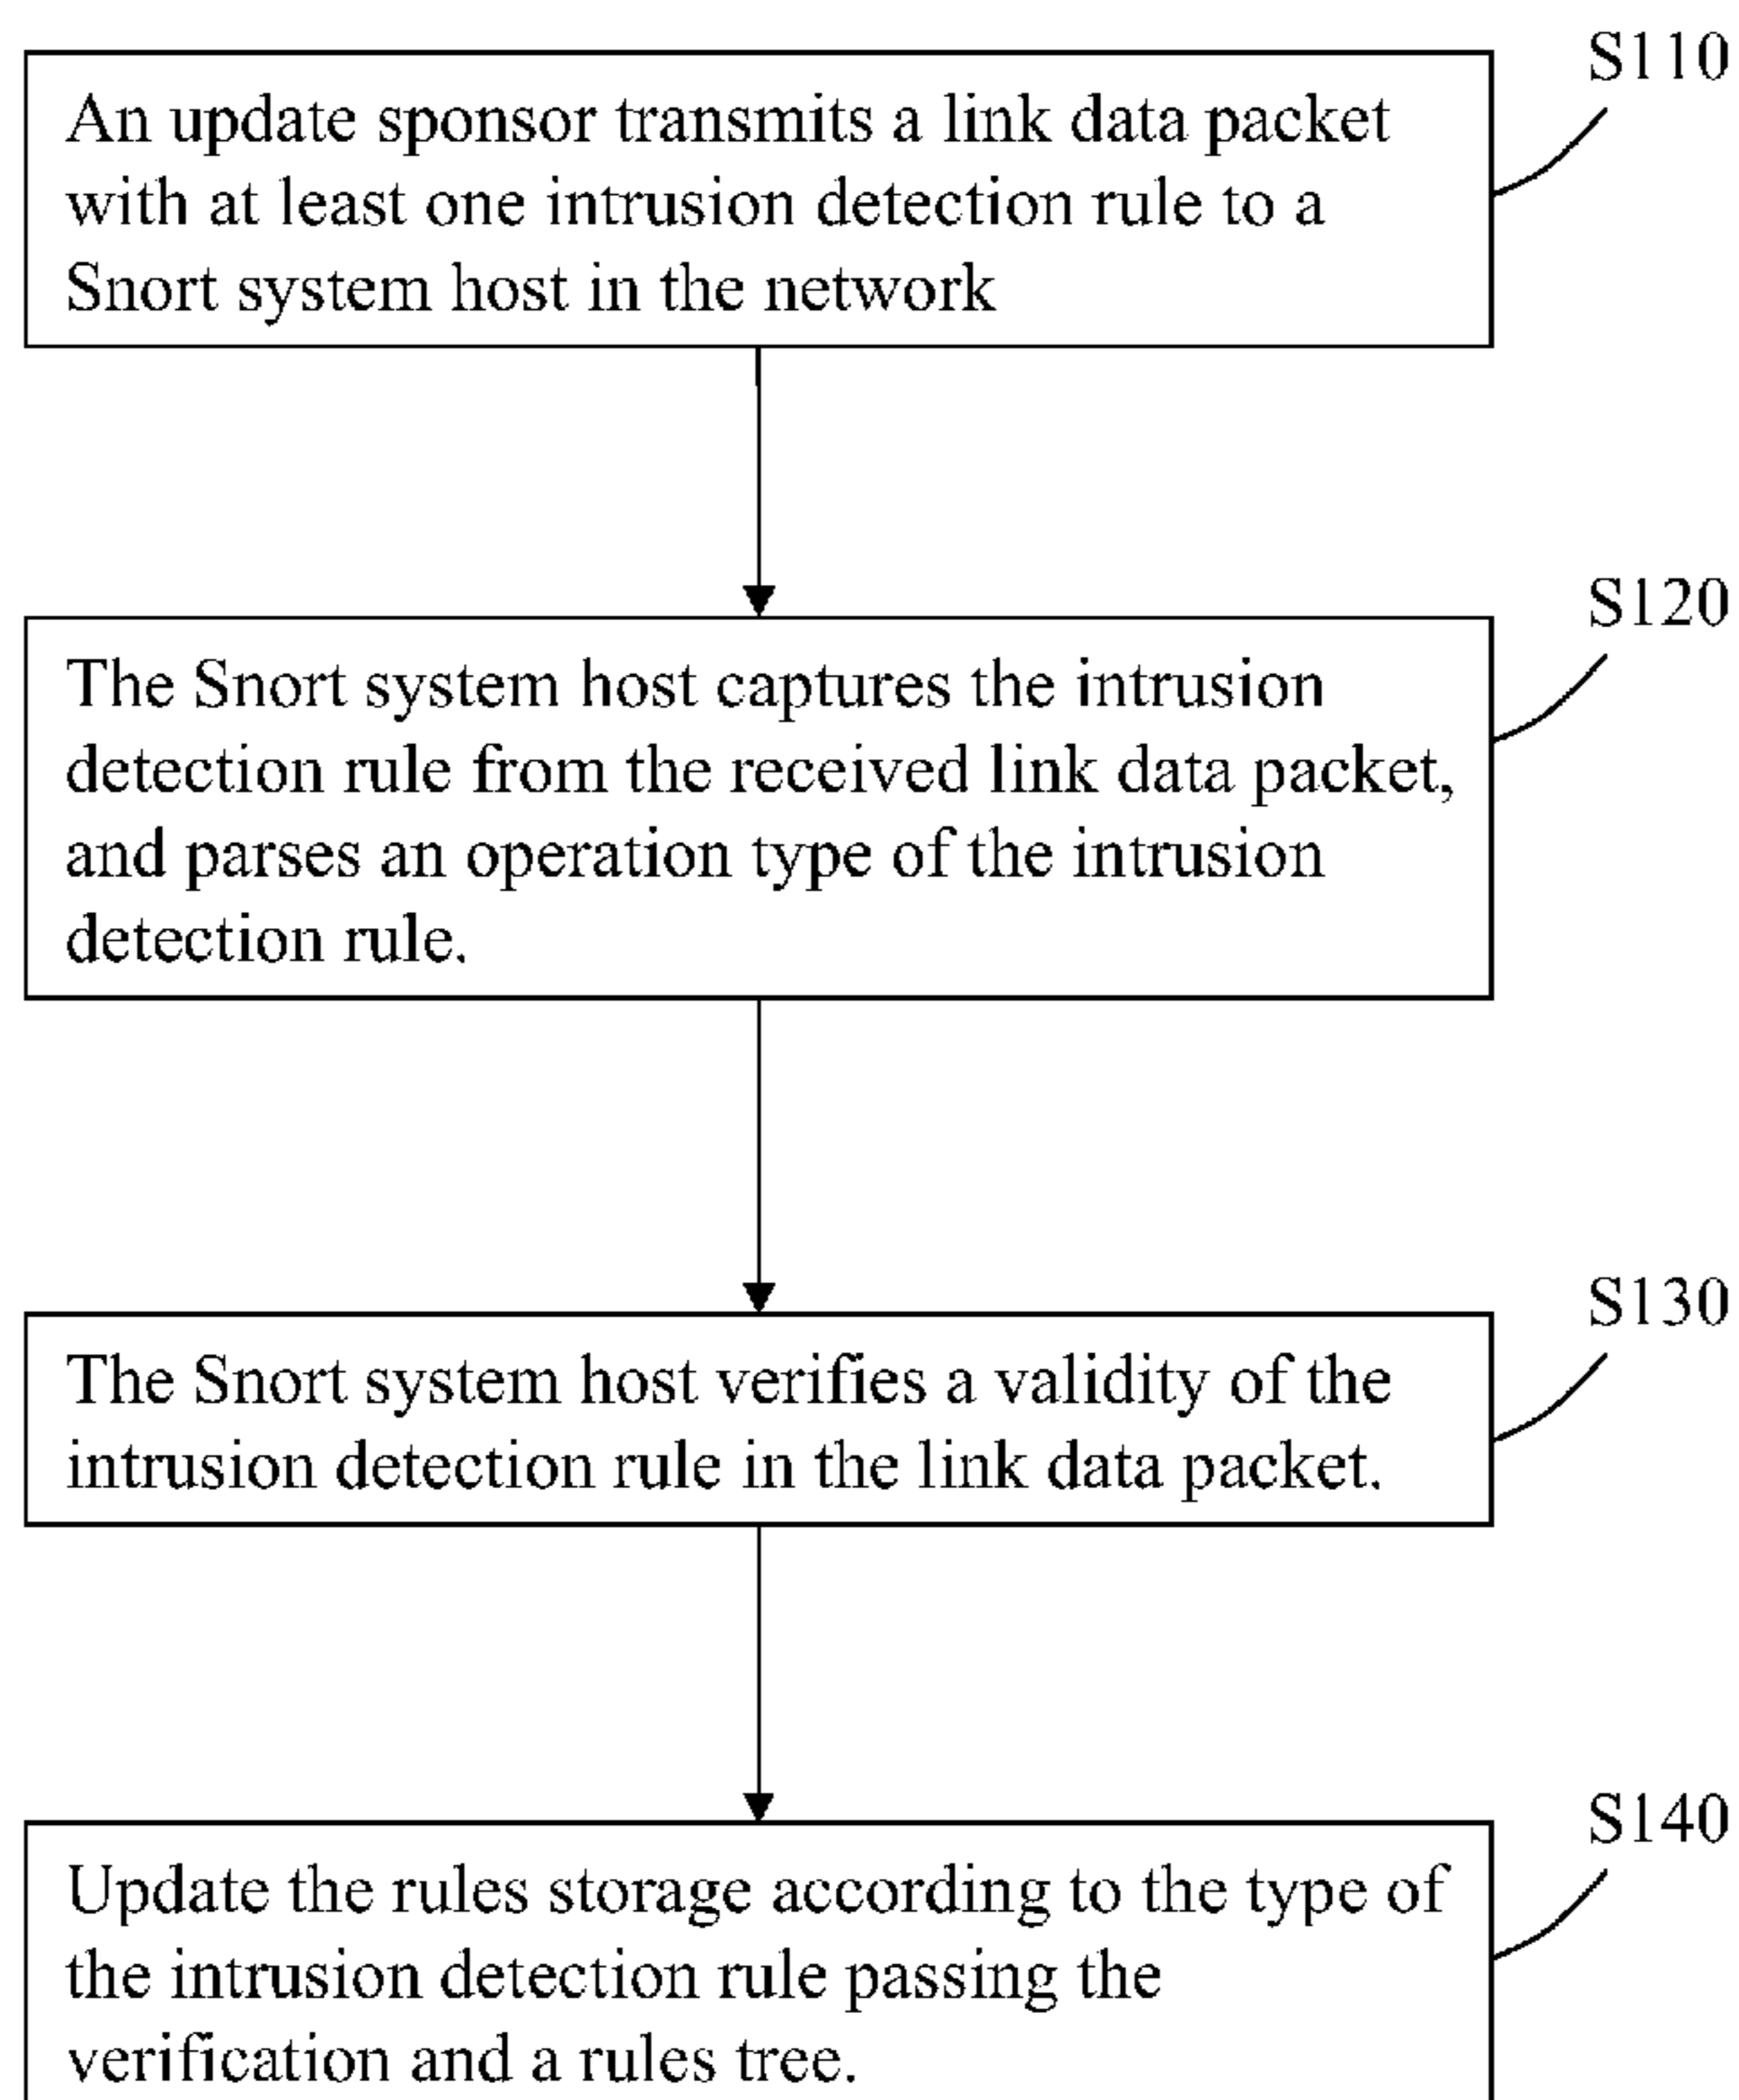 S110
An update sponsor transmits a link data packet
with at least one intrusion detection rule to a
Snort system host in the network
S120
The Snort system host captures the intrusion
detection rule from the received link data packet,
and parses an operation type of the intrusion
detection rule.
S130
The Snort system host verifies a validity of the
intrusion detection rule in the link data packet.
S140
Update the rules storage according to the type of
the intrusion detection rule passing the
verification and a rules tree.